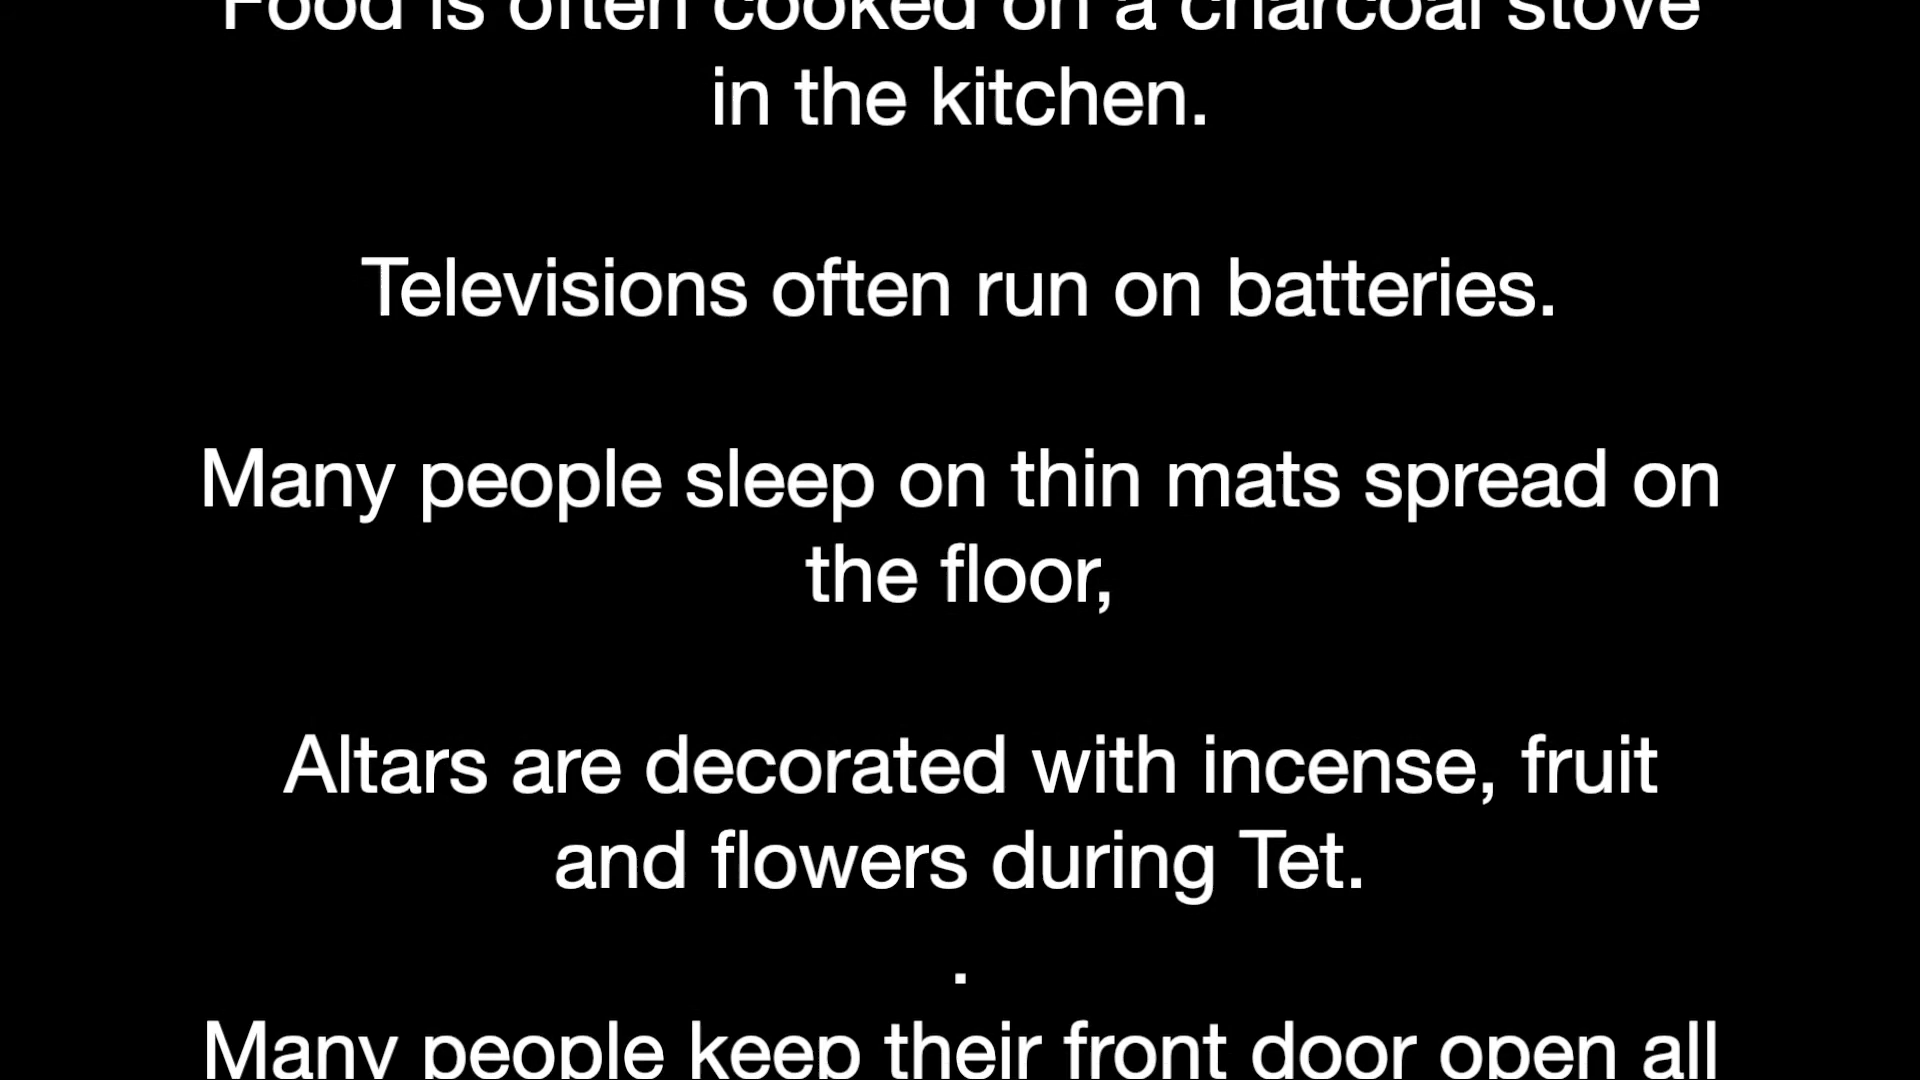 Food is often cooked on a charcoal stove
in the kitchen.
Televisions often run on batteries.
Many people sleep on thin mats spread on
the floor,
Altars are decorated with incense, fruit
and flowers during Tet.
.
Many people keep their front door open all